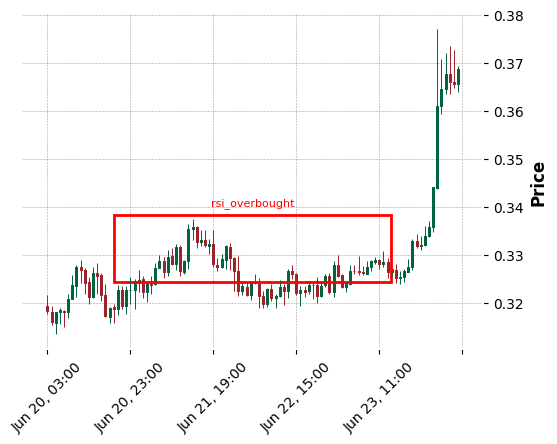 0.38
0.37
0.36
0.35
0.34
0.33
0.32
Price
rsi_overbought
Jun 20, 03:00
Jun 20, 23:00
Jun 21, 19:00
Jun 22, 15:00
Jun 23, 11:00